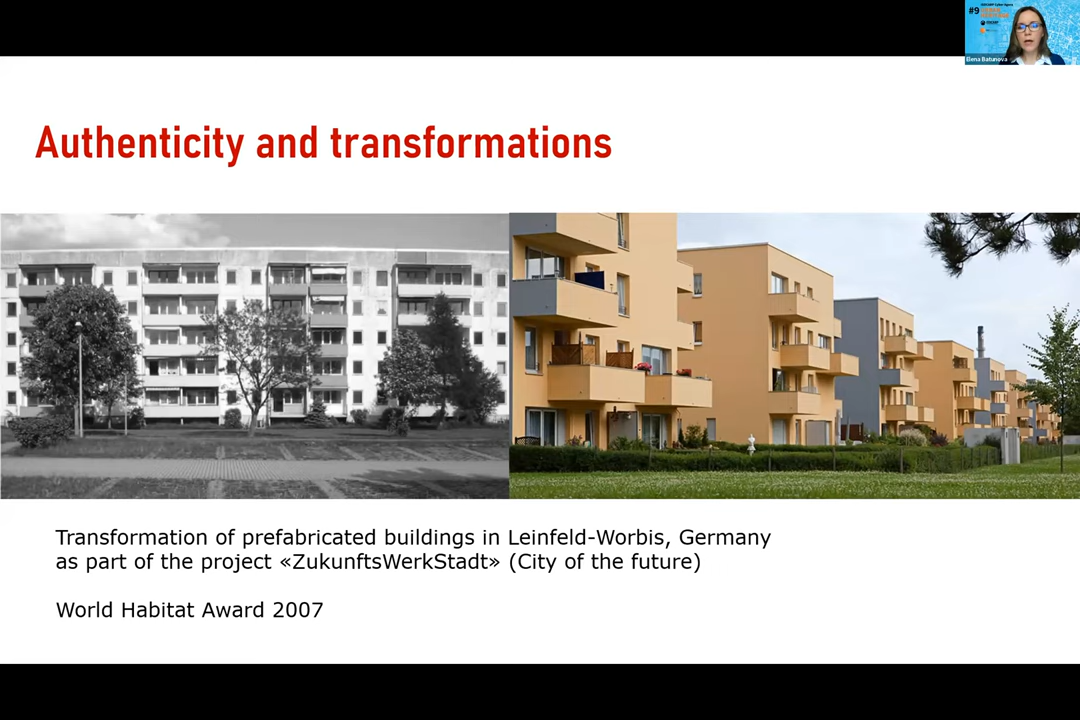 #9
Elena Batunova
Authenticity and transformations
Transformation of prefabricated buildings in Leinfeld-Worbis, Germany
as part of the project «ZukunftsWerkStadt» (City of the future)
World Habitat Award 2007